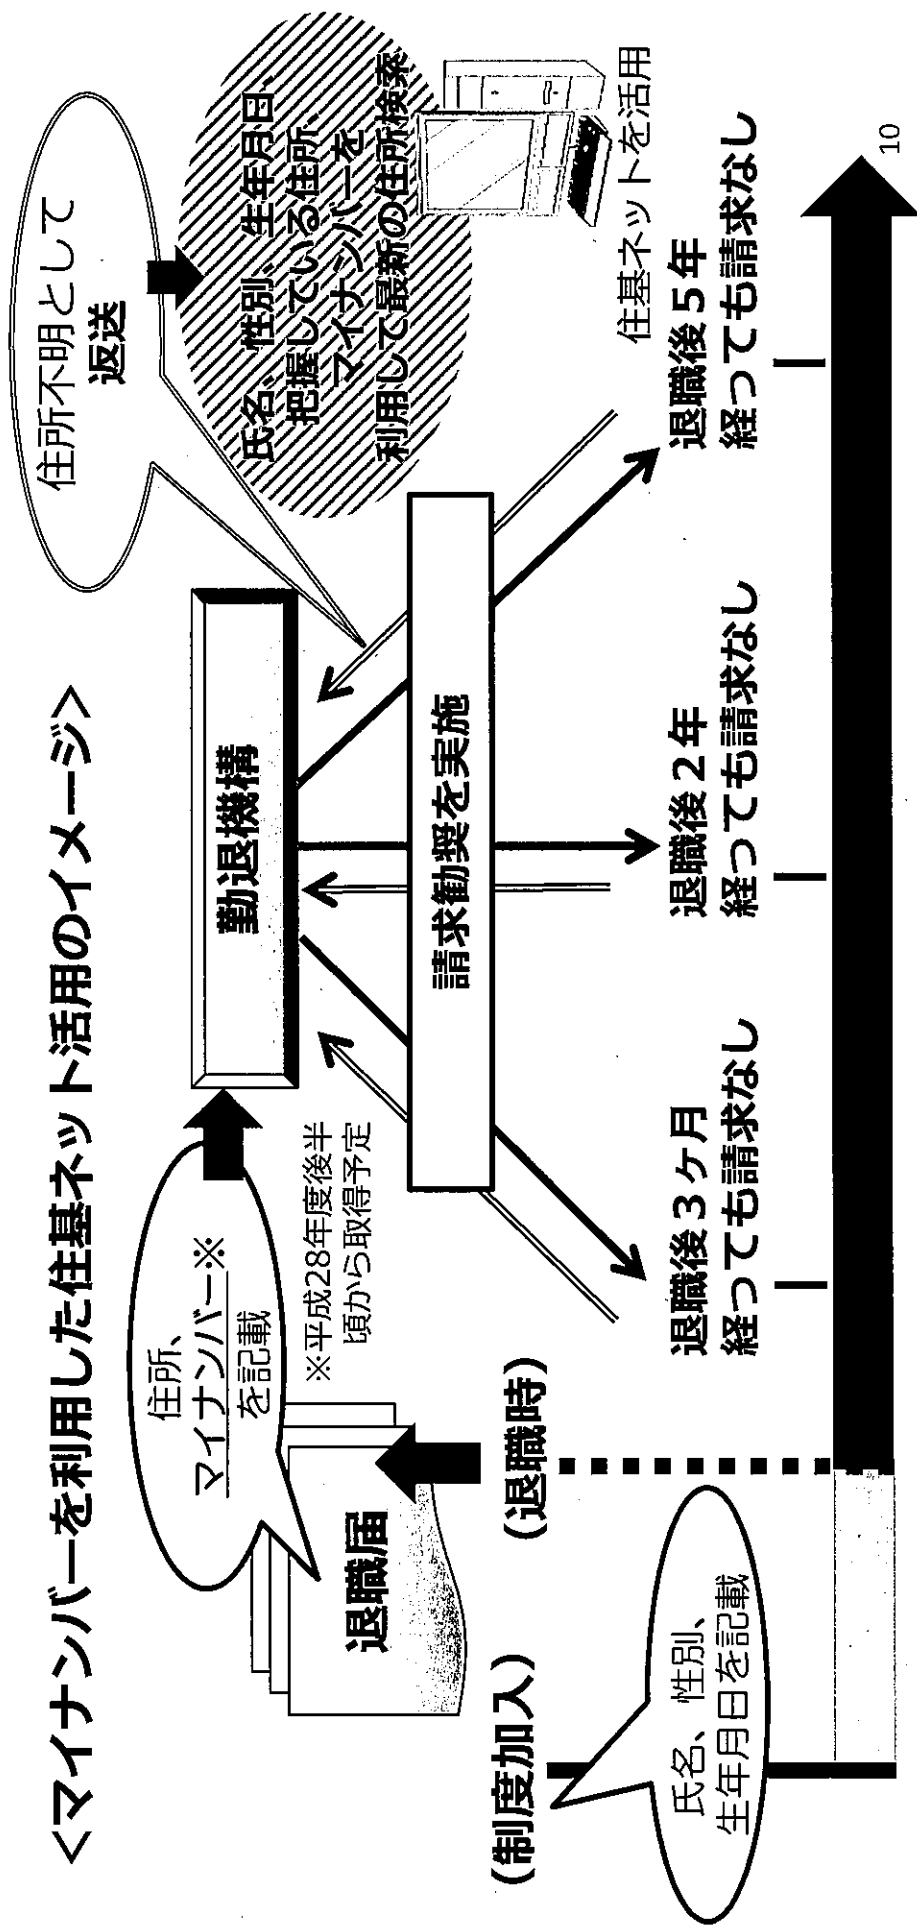 <マイナンバーを利用した住基ネット活用のイメージ>
住所、
マイナンバー※
を記載
※平成28年度後半
頃から取得予定
退職届
勤退機構
住所不明として
返送
氏名、性別、生年月日、
把握している住所、
マイナンバーを
利用して最新の住所検索
住基ネットを活用
請求勧奨を実施
(制度加入)
氏名、性別、
生年月日を記載
(退職時)
退職後3ヶ月
経っても請求なし
退職後2年
経っても請求なし
退職後5年
経っても請求なし
10